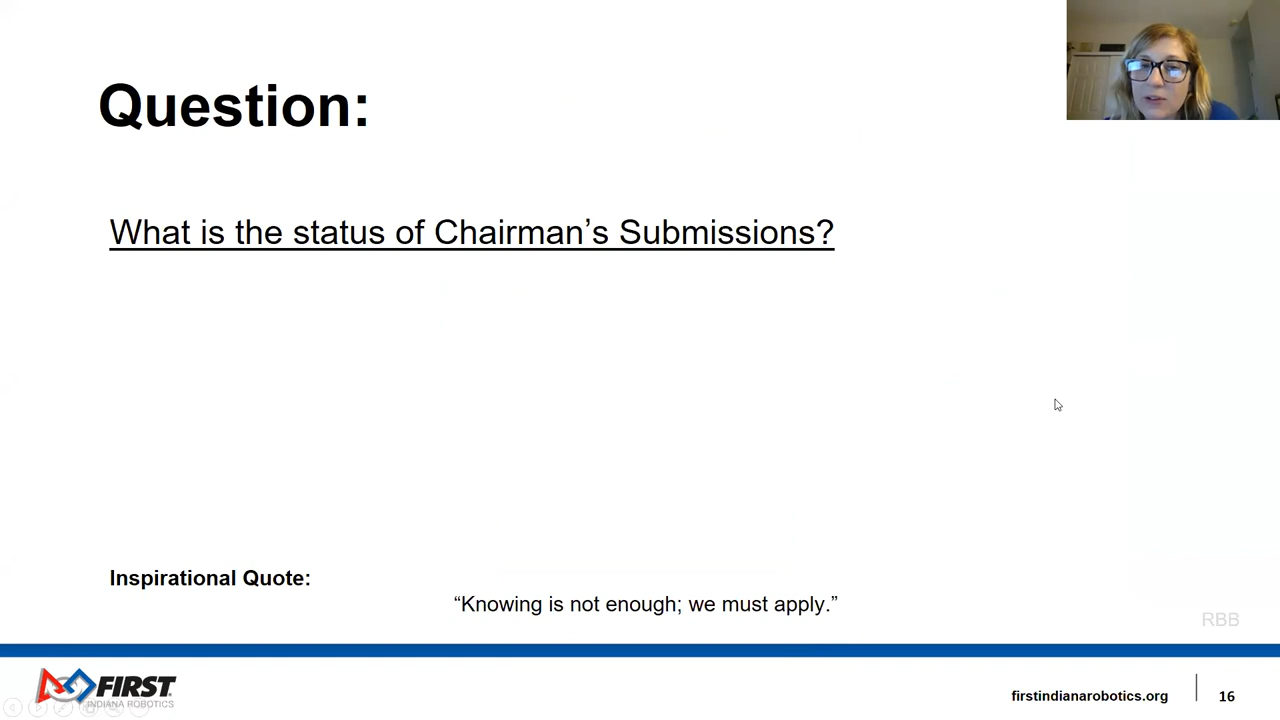 Question:
What is the status of Chairman’s Submissions?
Inspirational Quote:
“Knowing is not enough; we must apply.”
RBB
FIRST
INDIANA ROBOTICS
firstindianarobotics.org
16